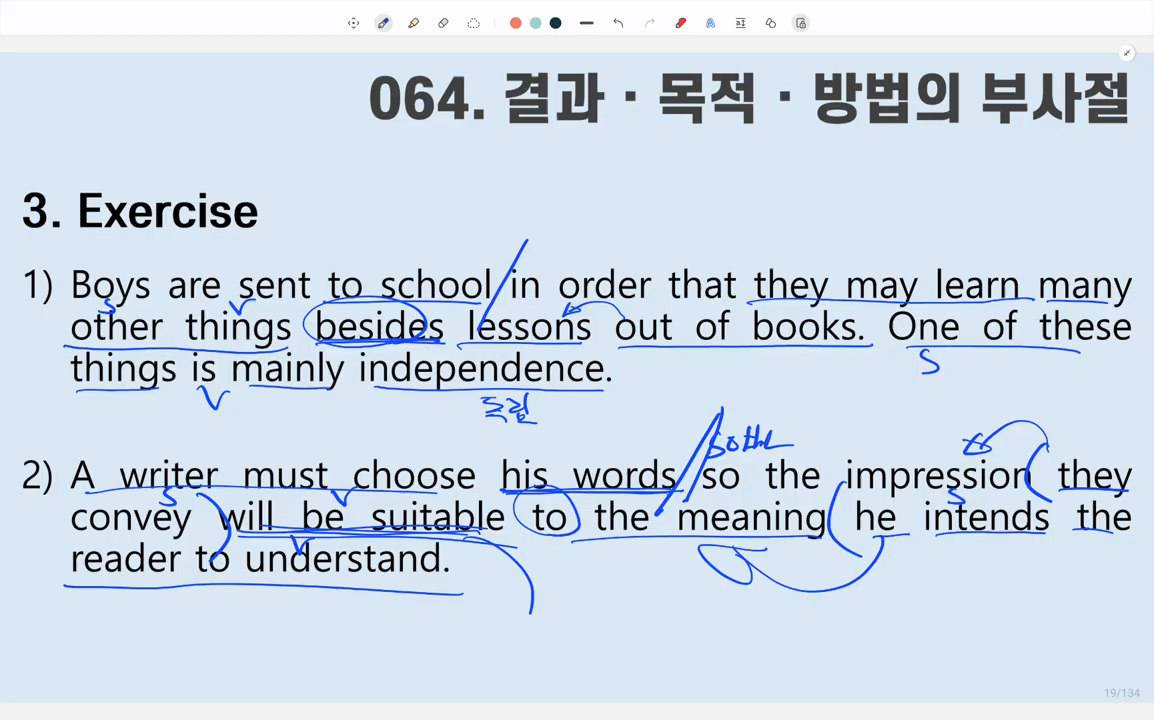 064. 결과 · 목적 · 방법의 부사절
3. Exercise
1) Boys are sent to school in order that they may learn many
S V
other things besides lessons out of books. One of these
S
things is mainly independence.
V 독립
so that
2) A writer must choose his words so the impression they
S V S
convey will be suitable to the meaning he intends the
V
reader to understand.
19/134